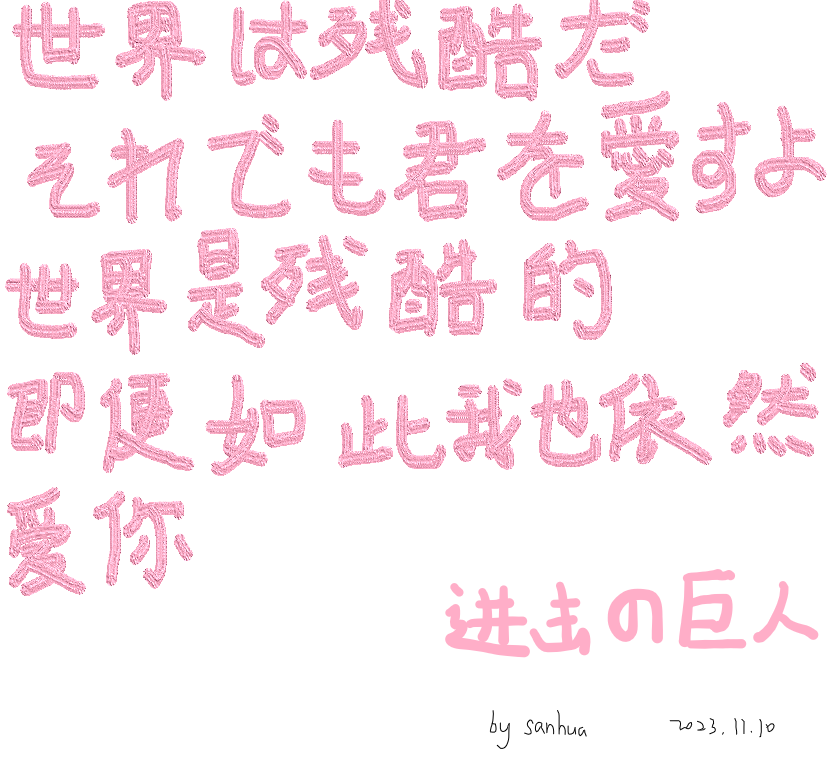 世界は残酷だ
それでも君を愛すよ
世界是残酷的
即便如此我也依然
爱你
进击の巨人
by sanhua 2023.11.10